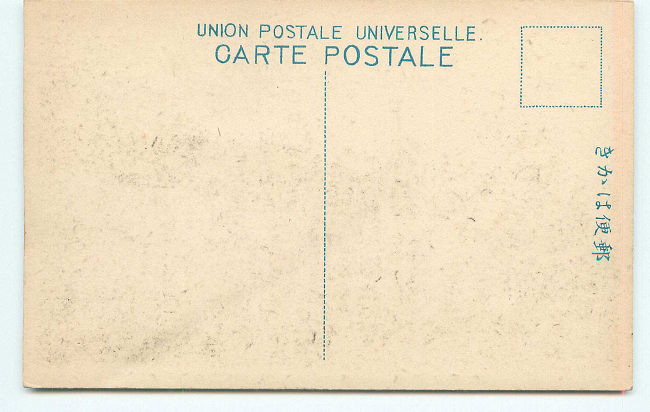 UNION POSTALE UNIVERSELLE.
CARTE POSTALE
きかは便郵